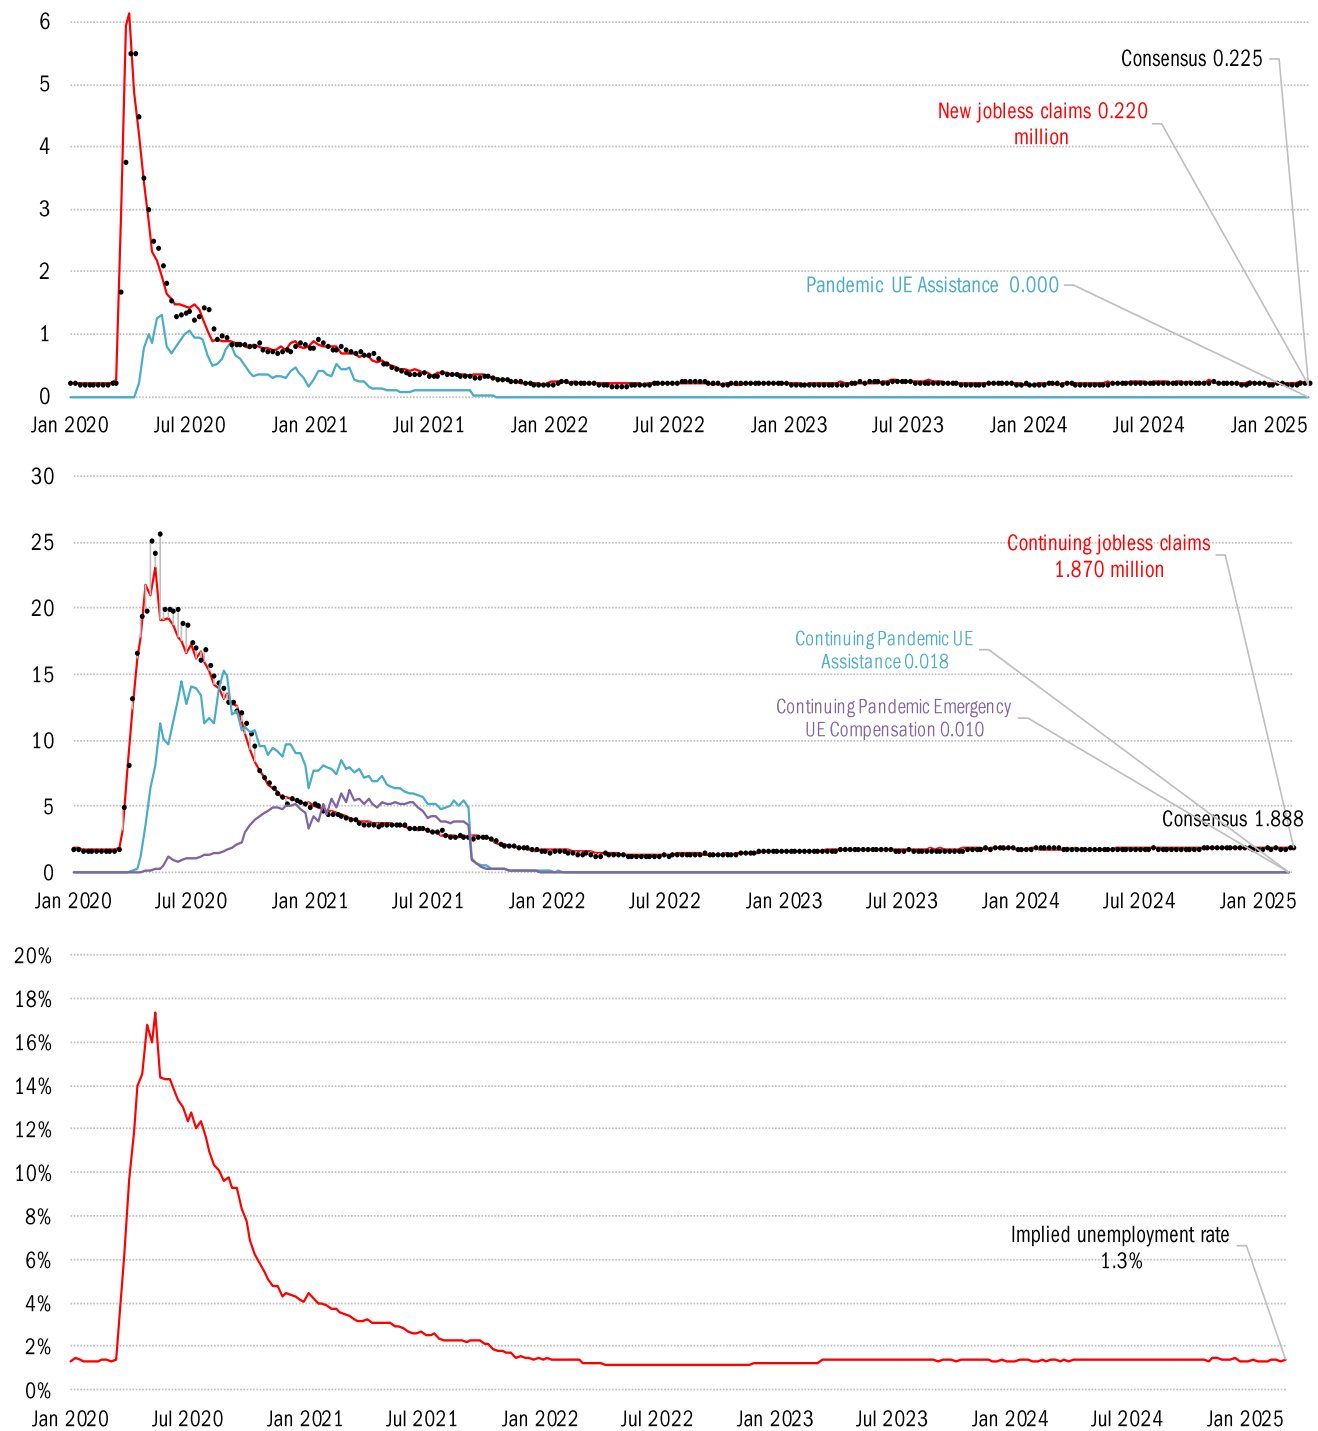 6
Consensus 0.225
5
New jobless claims 0.220
million
4
3
2
Pandemic UE Assistance 0.000
1
0
Jan 2020 Jul 2020 Jan 2021 Jul 2021 Jan 2022 Jul 2022 Jan 2023 Jul 2023 Jan 2024 Jul 2024 Jan 2025
30
25
Continuing jobless claims
1.870 million
20
Continuing Pandemic UE
Assistance 0.018
15
Continuing Pandemic Emergency
UE Compensation 0.010
10
5
Consensus 1.888
0
Jan 2020 Jul 2020 Jan 2021 Jul 2021 Jan 2022 Jul 2022 Jan 2023 Jul 2023 Jan 2024 Jul 2024 Jan 2025
20%
18%
16%
14%
12%
10%
8%
Implied unemployment rate
1.3%
6%
4%
2%
0%
Jan 2020 Jul 2020 Jan 2021 Jul 2021 Jan 2022 Jul 2022 Jan 2023 Jul 2023 Jan 2024 Jul 2024 Jan 2025